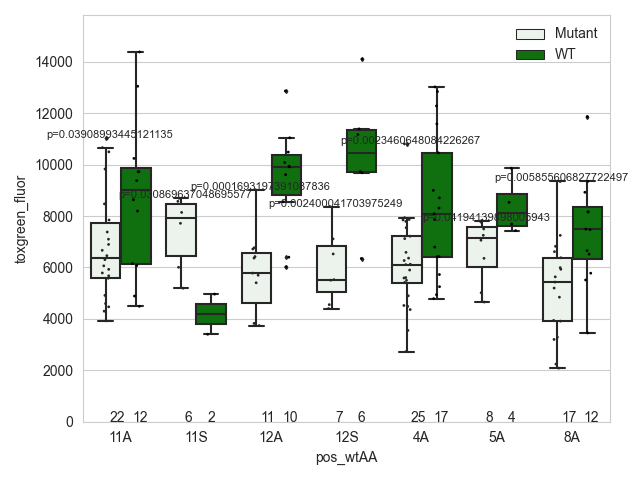 Mutant
WT
14000
12000
10000
8000
6000
4000
2000
0
toxgreen_fluor
p=0.03908993445121135
p=0.0023460648084226267
p=0.0001693197391087836
p=0.005855606827722497
p=0.002400041703975249
22 12 6 2 11 10 7 6 25 17 8 4 17 12
11A 11S 12A 12S 4A 5A 8A
pos_wtAA